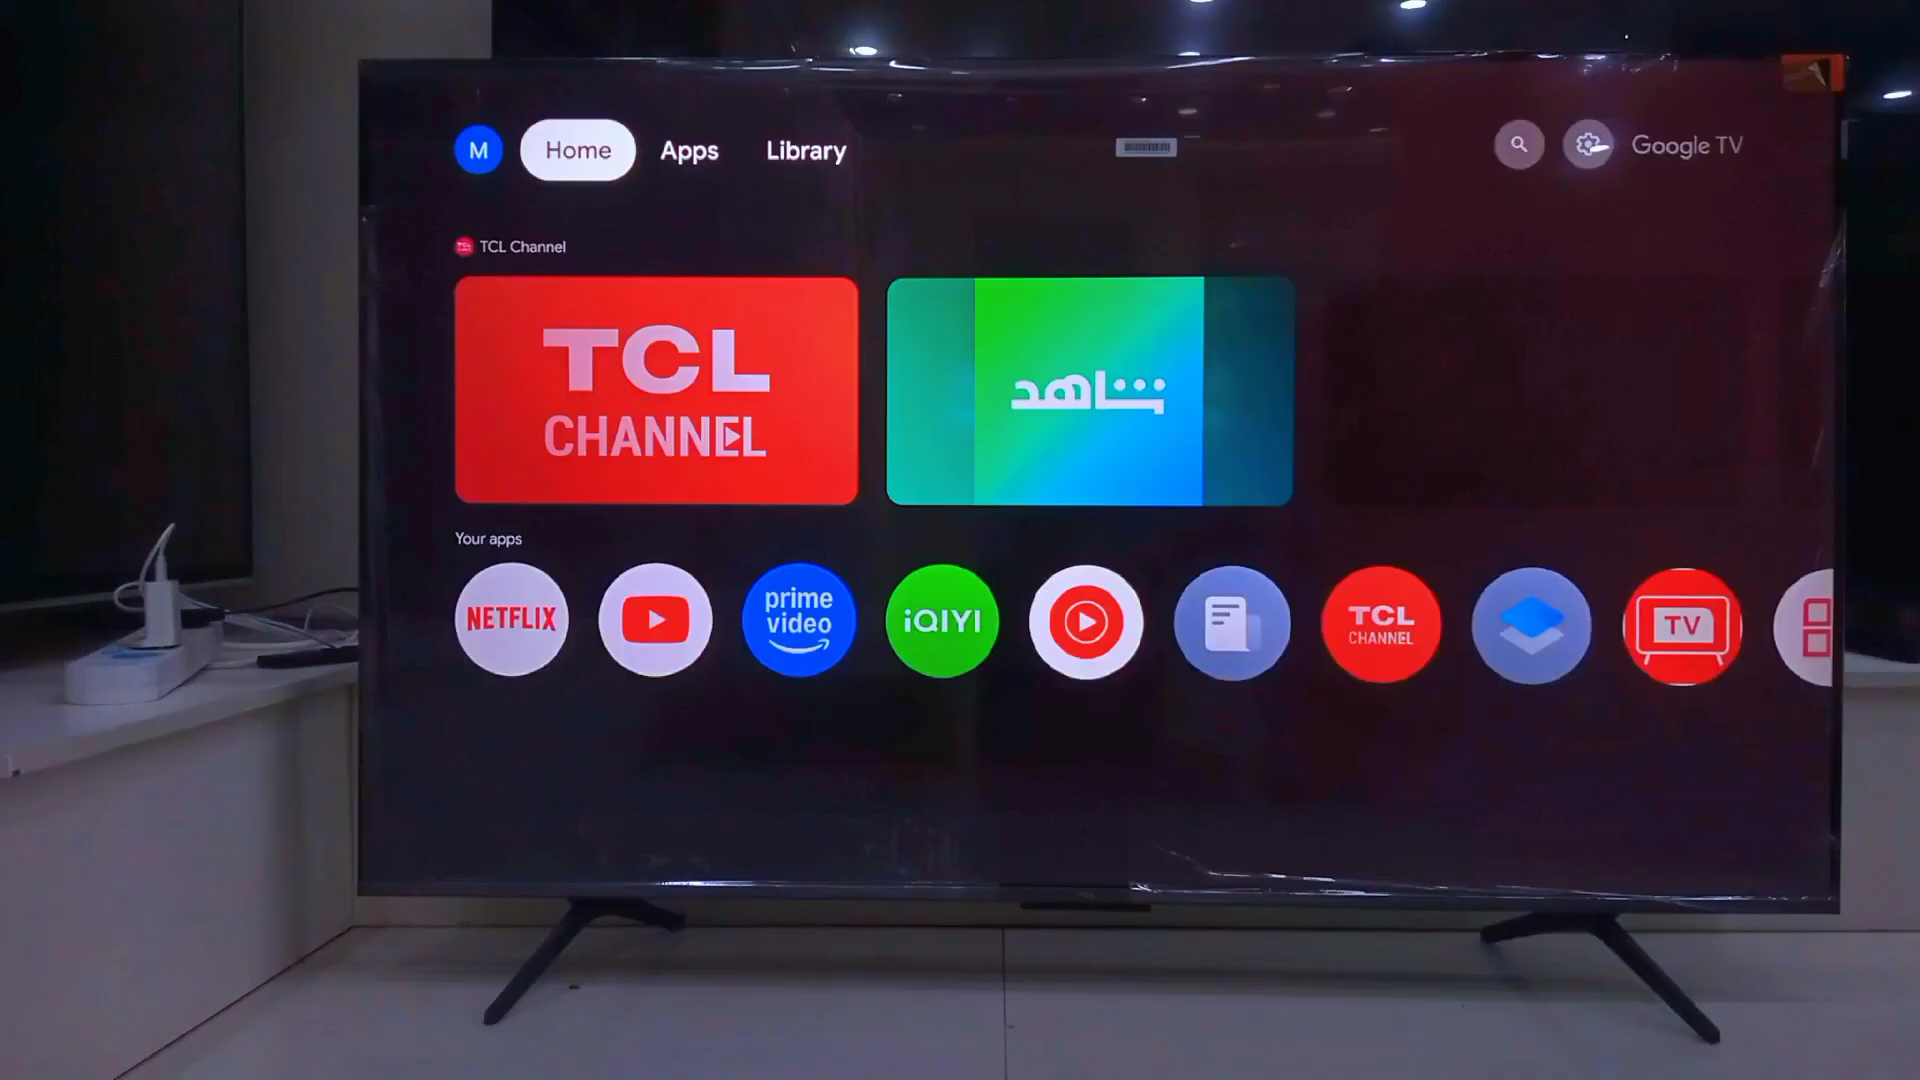 M Home Apps Library Google TV
TCL Channel
TCL
CHANNEL
شاهد
Your apps
NETFLIX
prime
video
iQIYI
TCL
CHANNEL
TV